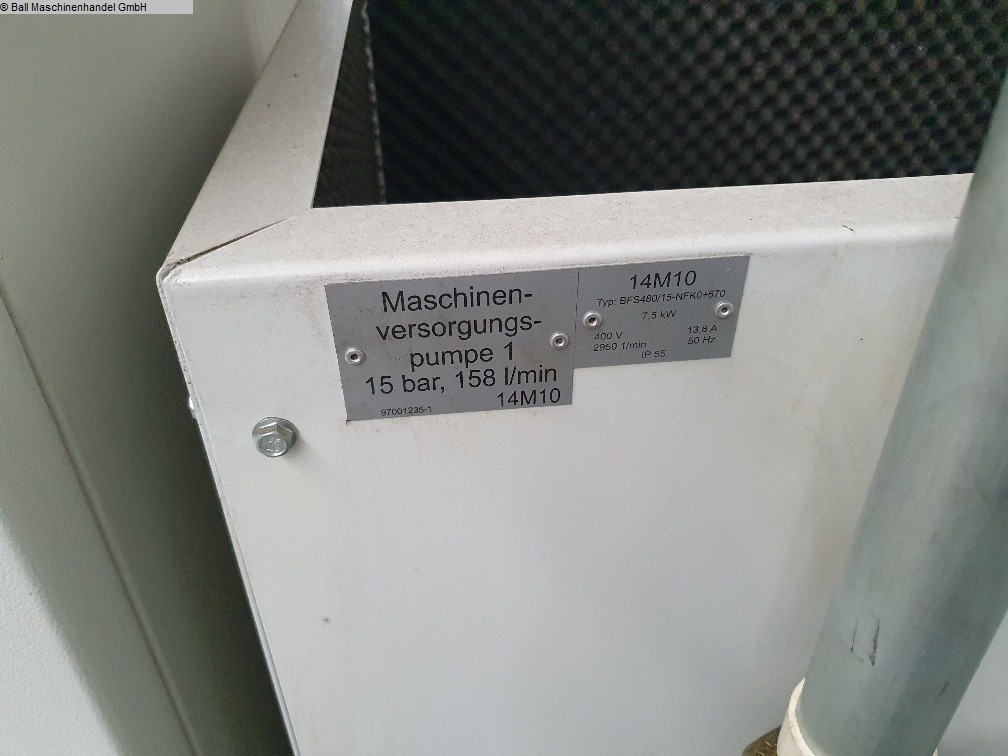 © Ball Maschinenhandel GmbH
Maschinen-
versorgungs-
pumpe 1
15 bar, 158 l/min
97001235-1 14M10
14M10
Typ: BFS480/15-NFK0+670
7,5 kW
400 V 13,8 A
2950 1/min 50 Hz
IP 55